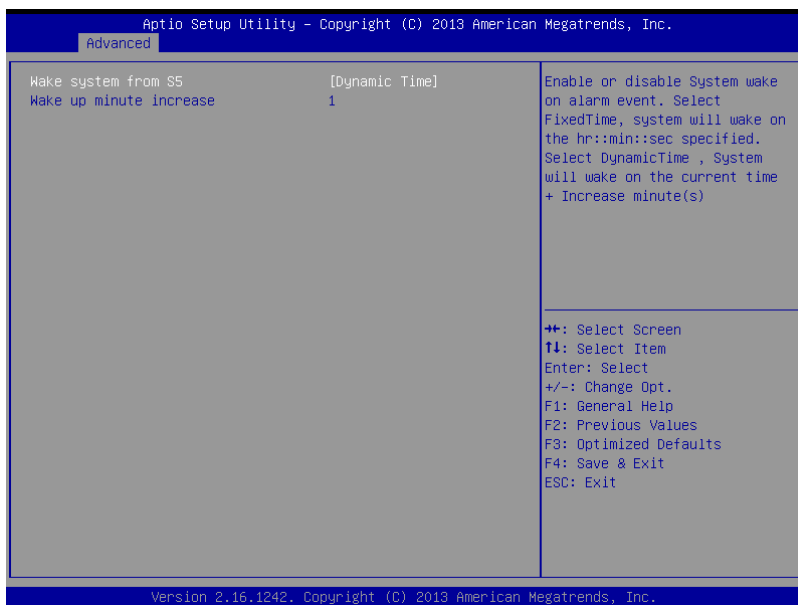 Aptio Setup Utility – Copyright (C) 2013 American Megatrends, Inc.
Advanced
Wake system from S5 [Dynamic Time]
Wake up minute increase 1
Enable or disable System wake
on alarm event. Select
FixedTime, system will wake on
the hr::min::sec specified.
Select DynamicTime , System
will wake on the current time
+ Increase minute(s)
→←: Select Screen
↑↓: Select Item
Enter: Select
+/-: Change Opt.
F1: General Help
F2: Previous Values
F3: Optimized Defaults
F4: Save & Exit
ESC: Exit
Version 2.16.1242. Copyright (C) 2013 American Megatrends, Inc.